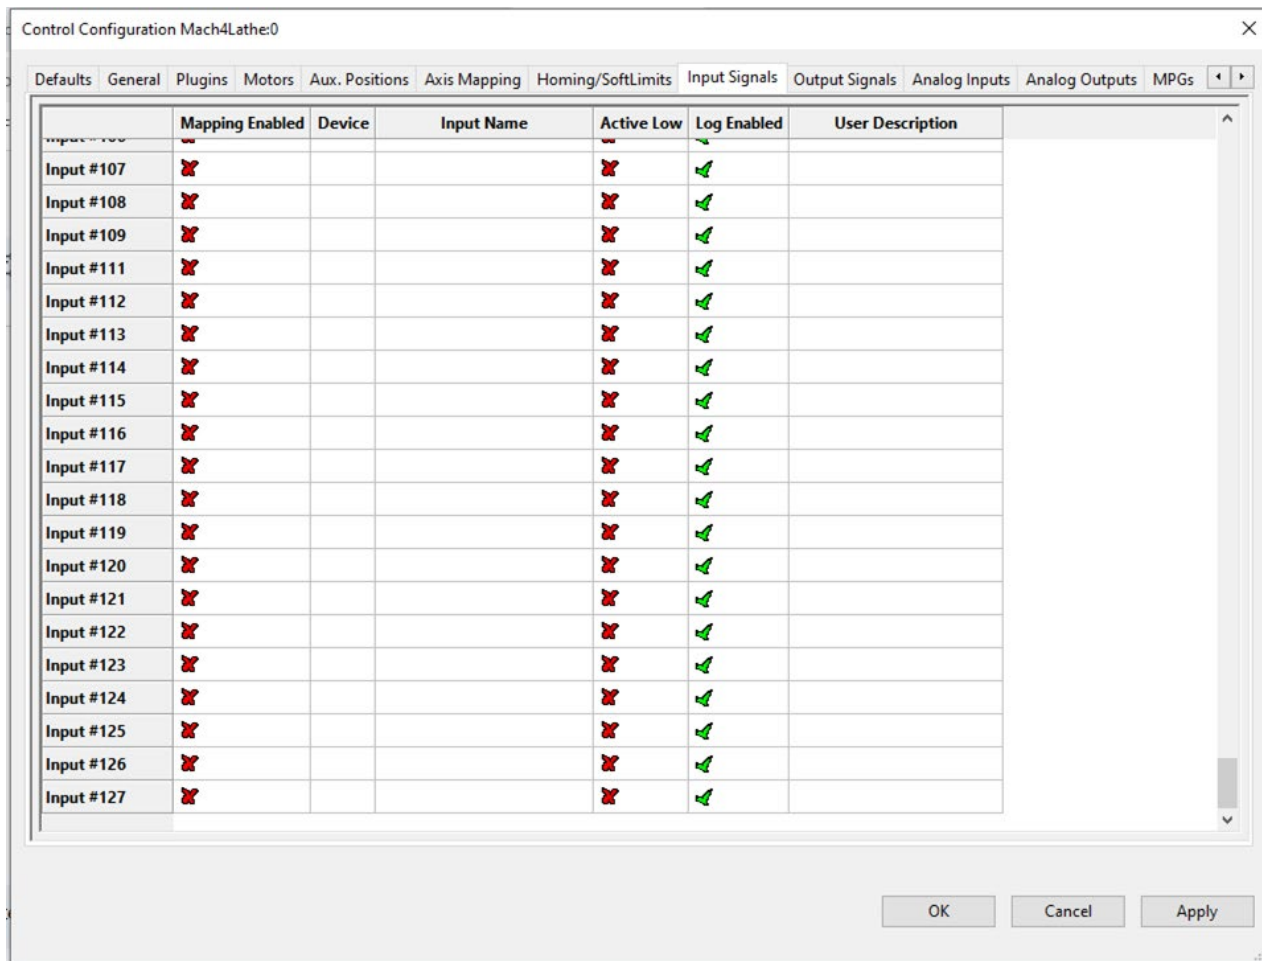 Control Configuration Mach4Lathe:0
Defaults General Plugins Motors Aux. Positions Axis Mapping Homing/SoftLimits Input Signals Output Signals Analog Inputs Analog Outputs MPGs
Mapping Enabled Device Input Name Active Low Log Enabled User Description
Input #107
Input #108
Input #109
Input #111
Input #112
Input #113
Input #114
Input #115
Input #116
Input #117
Input #118
Input #119
Input #120
Input #121
Input #122
Input #123
Input #124
Input #125
Input #126
Input #127
OK Cancel Apply